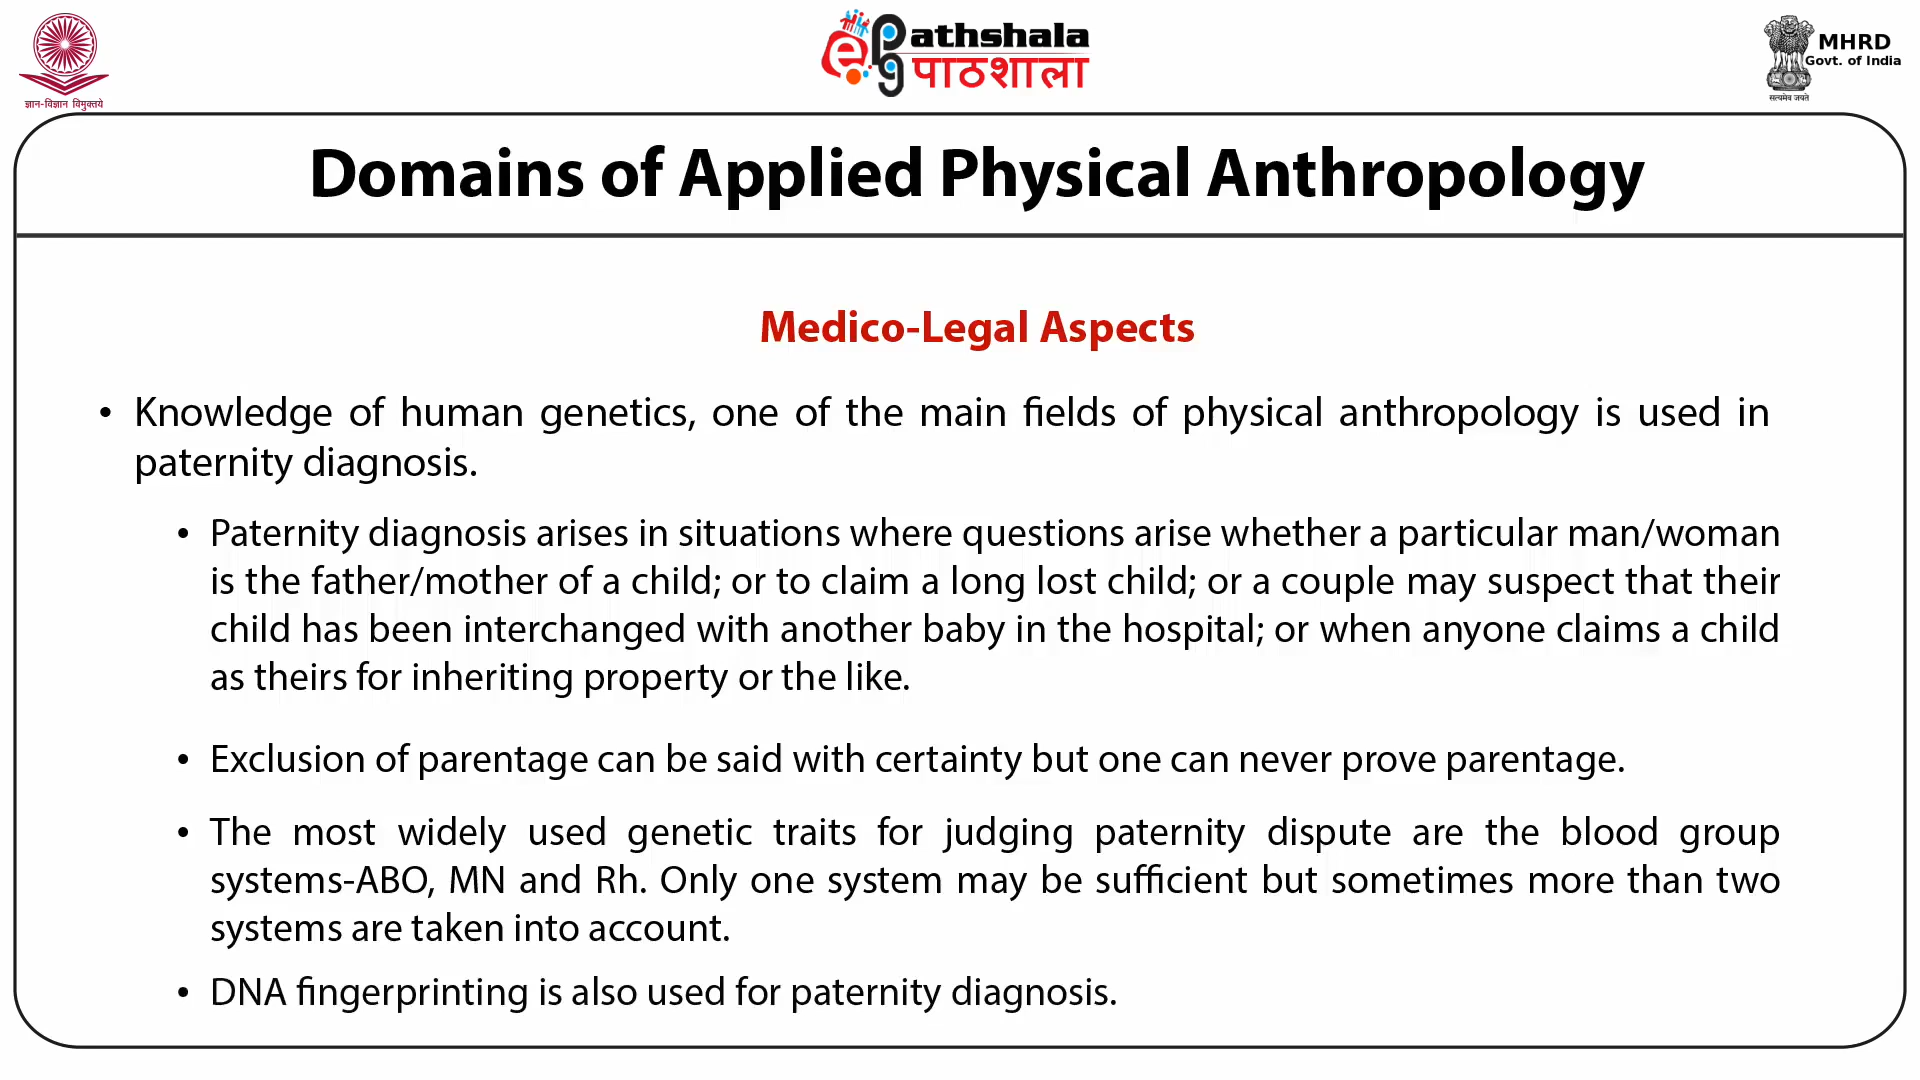 ज्ञान-विज्ञान विमुक्तये
ePathshala
पाठशाला
MHRD
Govt. of India
सत्यमेव जयते
Domains of Applied Physical Anthropology
Medico-Legal Aspects
• Knowledge of human genetics, one of the main fields of physical anthropology is used in
paternity diagnosis.
• Paternity diagnosis arises in situations where questions arise whether a particular man/woman
is the father/mother of a child; or to claim a long lost child; or a couple may suspect that their
child has been interchanged with another baby in the hospital; or when anyone claims a child
as theirs for inheriting property or the like.
• Exclusion of parentage can be said with certainty but one can never prove parentage.
• The most widely used genetic traits for judging paternity dispute are the blood group
systems-ABO, MN and Rh. Only one system may be sufficient but sometimes more than two
systems are taken into account.
• DNA fingerprinting is also used for paternity diagnosis.